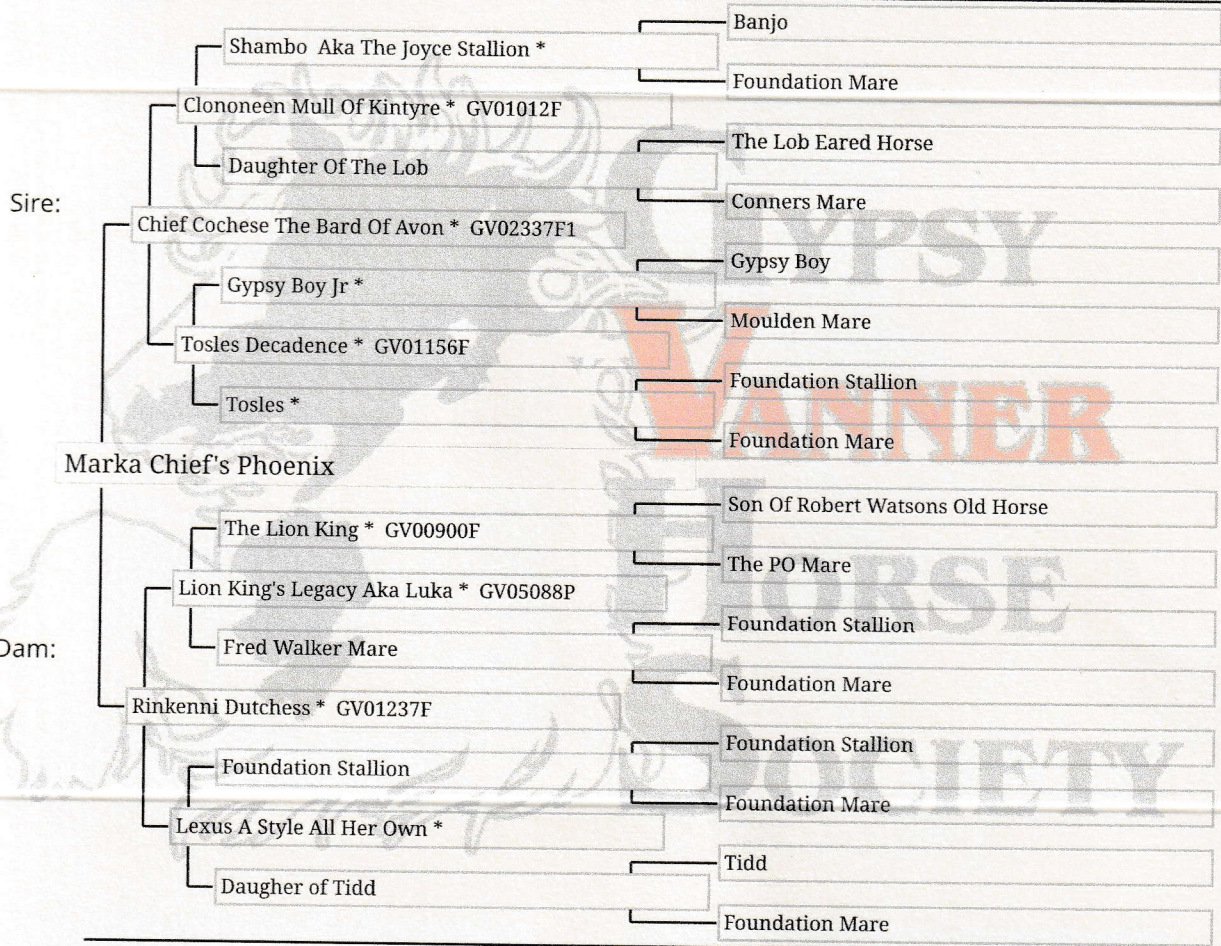 Banjo
Shambo Aka The Joyce Stallion *
Foundation Mare
Clononeen Mull Of Kintyre * GV01012F
The Lob Eared Horse
Daughter Of The Lob
Conners Mare
Sire:
Chief Cochese The Bard Of Avon * GV02337F1
GYPSY
Gypsy Boy
Gypsy Boy Jr *
Moulden Mare
Tosles Decadence * GV01156F
Foundation Stallion
VANNER
Tosles *
Foundation Mare
Marka Chief's Phoenix
Son Of Robert Watsons Old Horse
The Lion King * GV00900F
The PO Mare
HORSE
Lion King's Legacy Aka Luka * GV05088P
Foundation Stallion
Dam:
Fred Walker Mare
Foundation Mare
Rinkenni Dutchess * GV01237F
Foundation Stallion
SOCIETY
Foundation Stallion
Foundation Mare
Lexus A Style All Her Own *
Tidd
Daugher of Tidd
Foundation Mare